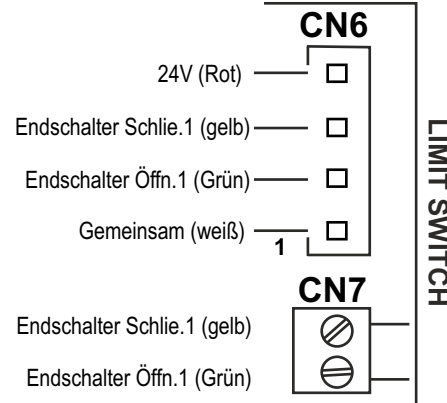 CN6
24V (Rot)
Endschalter Schlie.1 (gelb)
Endschalter Öffn.1 (Grün)
Gemeinsam (weiß)
1
LIMIT SWITCH
CN7
Endschalter Schlie.1 (gelb)
Endschalter Öffn.1 (Grün)